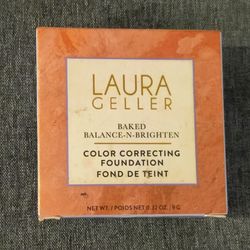 LAURA
GELLER
BAKED
BALANCE-N-BRIGHTEN
COLOR CORRECTING
FOUNDATION
FOND DE TEINT
NET WT. / POIDS NET 0.32 OZ. / 9 G